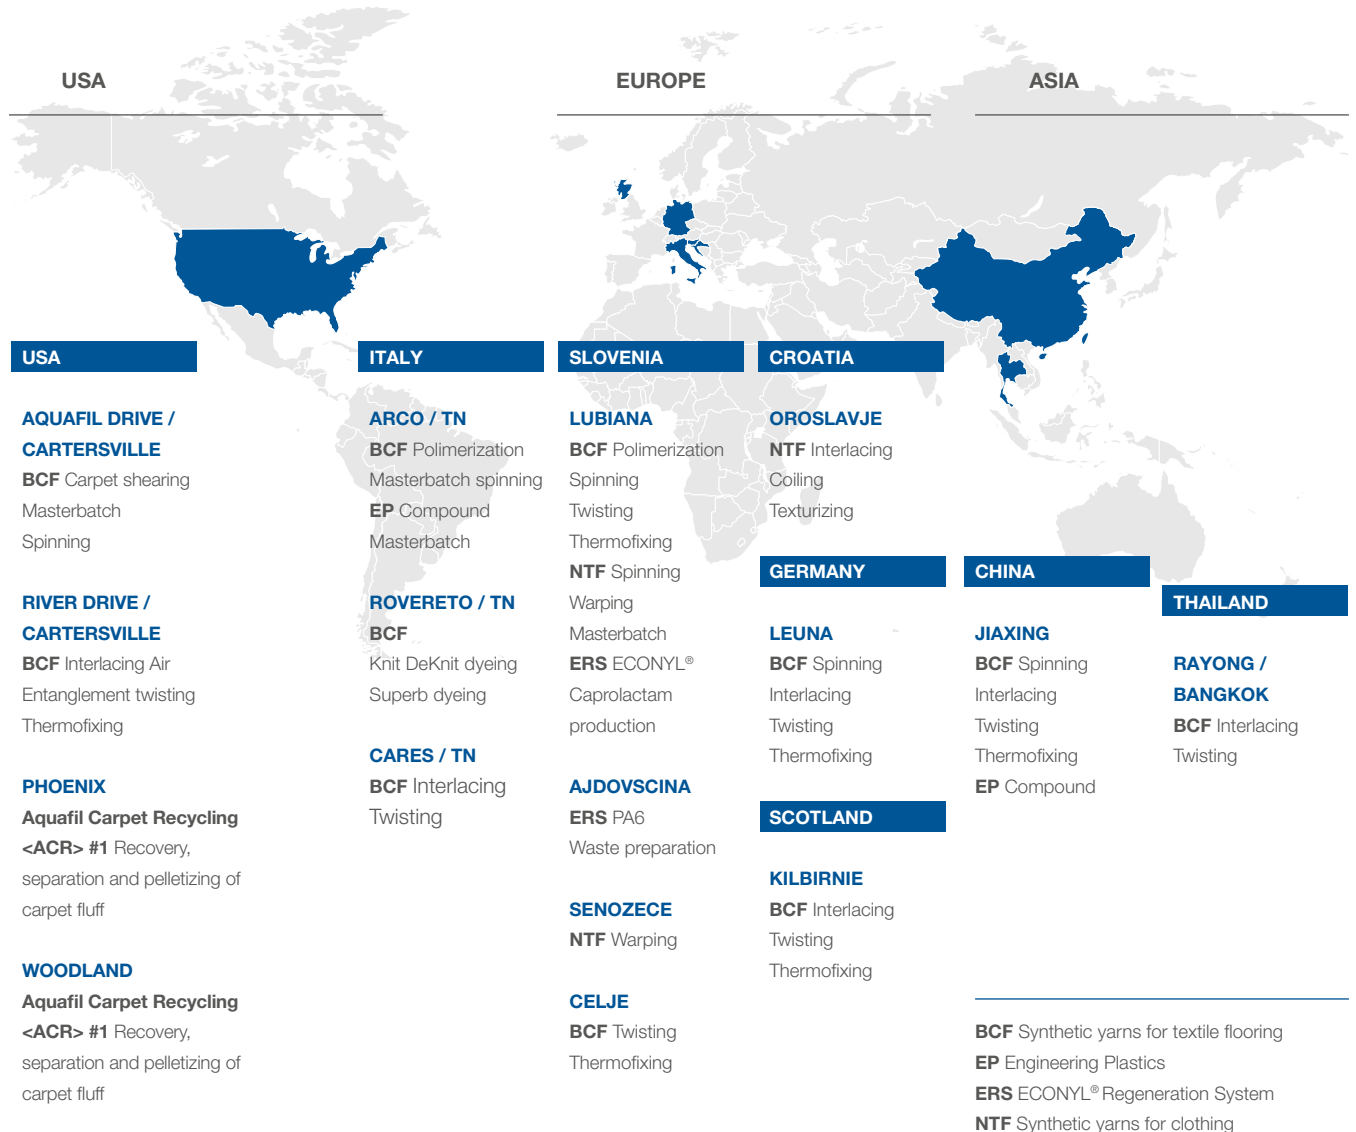 USA
EUROPE
ASIA
USA
AQUAFIL DRIVE /
CARTERSVILLE
BCF Carpet shearing
Masterbatch
Spinning
RIVER DRIVE /
CARTERSVILLE
BCF Interlacing Air
Entanglement twisting
Thermofixing
PHOENIX
Aquafil Carpet Recycling
<ACR> #1 Recovery,
separation and pelletizing of
carpet fluff
WOODLAND
Aquafil Carpet Recycling
<ACR> #1 Recovery,
separation and pelletizing of
carpet fluff
ITALY
ARCO / TN
BCF Polimerization
Masterbatch spinning
EP Compound
Masterbatch
ROVERETO / TN
BCF
Knit DeKnit dyeing
Superb dyeing
CARES / TN
BCF Interlacing
Twisting
SLOVENIA
LUBIANA
BCF Polimerization
Spinning
Twisting
Thermofixing
NTF Spinning
Warping
Masterbatch
ERS ECONYL®
Caprolactam
production
AJDOVSCINA
ERS PA6
Waste preparation
SENOZECE
NTF Warping
CELJE
BCF Twisting
Thermofixing
CROATIA
OROSLAVJE
NTF Interlacing
Coiling
Texturizing
GERMANY
LEUNA
BCF Spinning
Interlacing
Twisting
Thermofixing
SCOTLAND
KILBIRNIE
BCF Interlacing
Twisting
Thermofixing
CHINA
JIAXING
BCF Spinning
Interlacing
Twisting
Thermofixing
EP Compound
THAILAND
RAYONG /
BANGKOK
BCF Interlacing
Twisting
BCF Synthetic yarns for textile flooring
EP Engineering Plastics
ERS ECONYL® Regeneration System
NTF Synthetic yarns for clothing